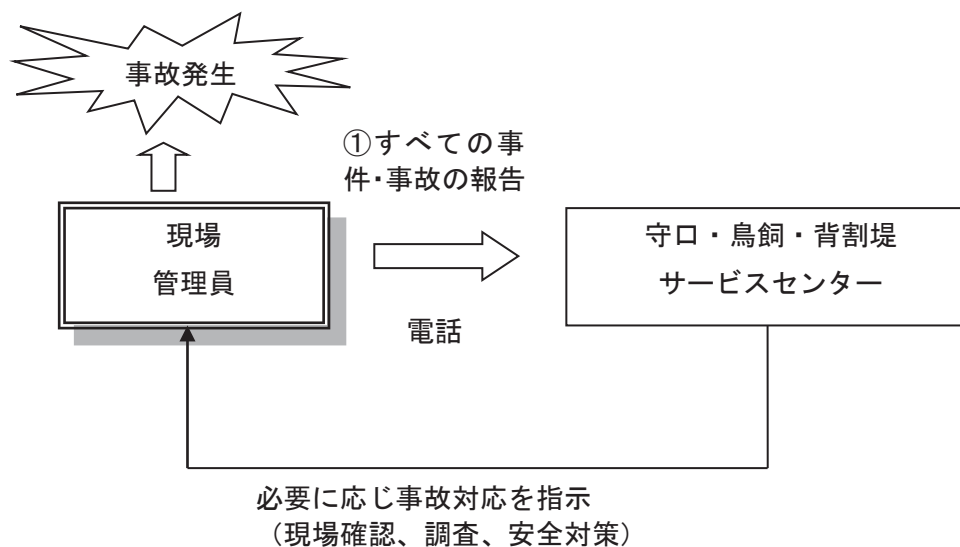 事故発生
①すべての事
件・事故の報告
現場
管理員
守口・鳥飼・背割堤
サービスセンター
電話
必要に応じ事故対応を指示
（現場確認、調査、安全対策）